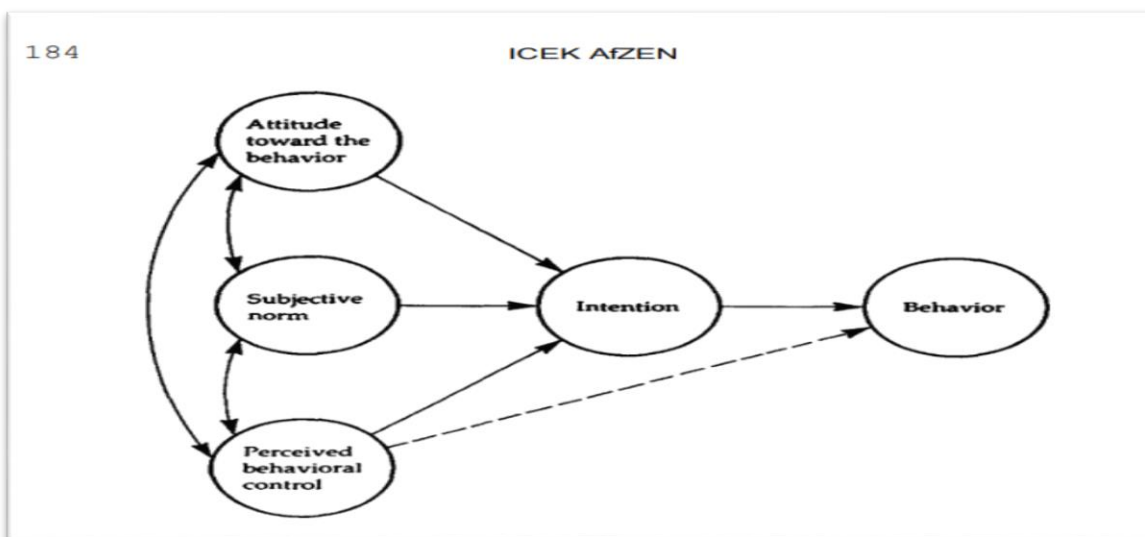 184
ICEK AfZEN
Attitude
toward the
behavior
Subjective
norm
Intention
Behavior
Perceived
behavioral
control